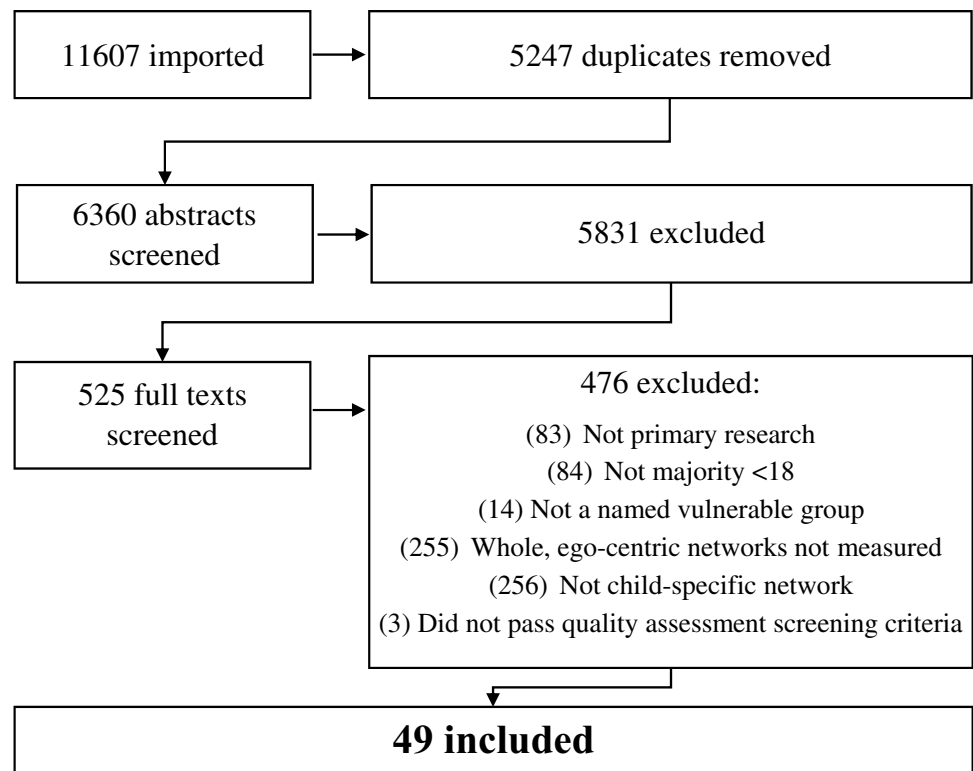 11607 imported
5247 duplicates removed
6360 abstracts
screened
5831 excluded
525 full texts
screened
476 excluded:
(83) Not primary research
(84) Not majority <18
(14) Not a named vulnerable group
(255) Whole, ego-centric networks not measured
(256) Not child-specific network
(3) Did not pass quality assessment screening criteria
49 included